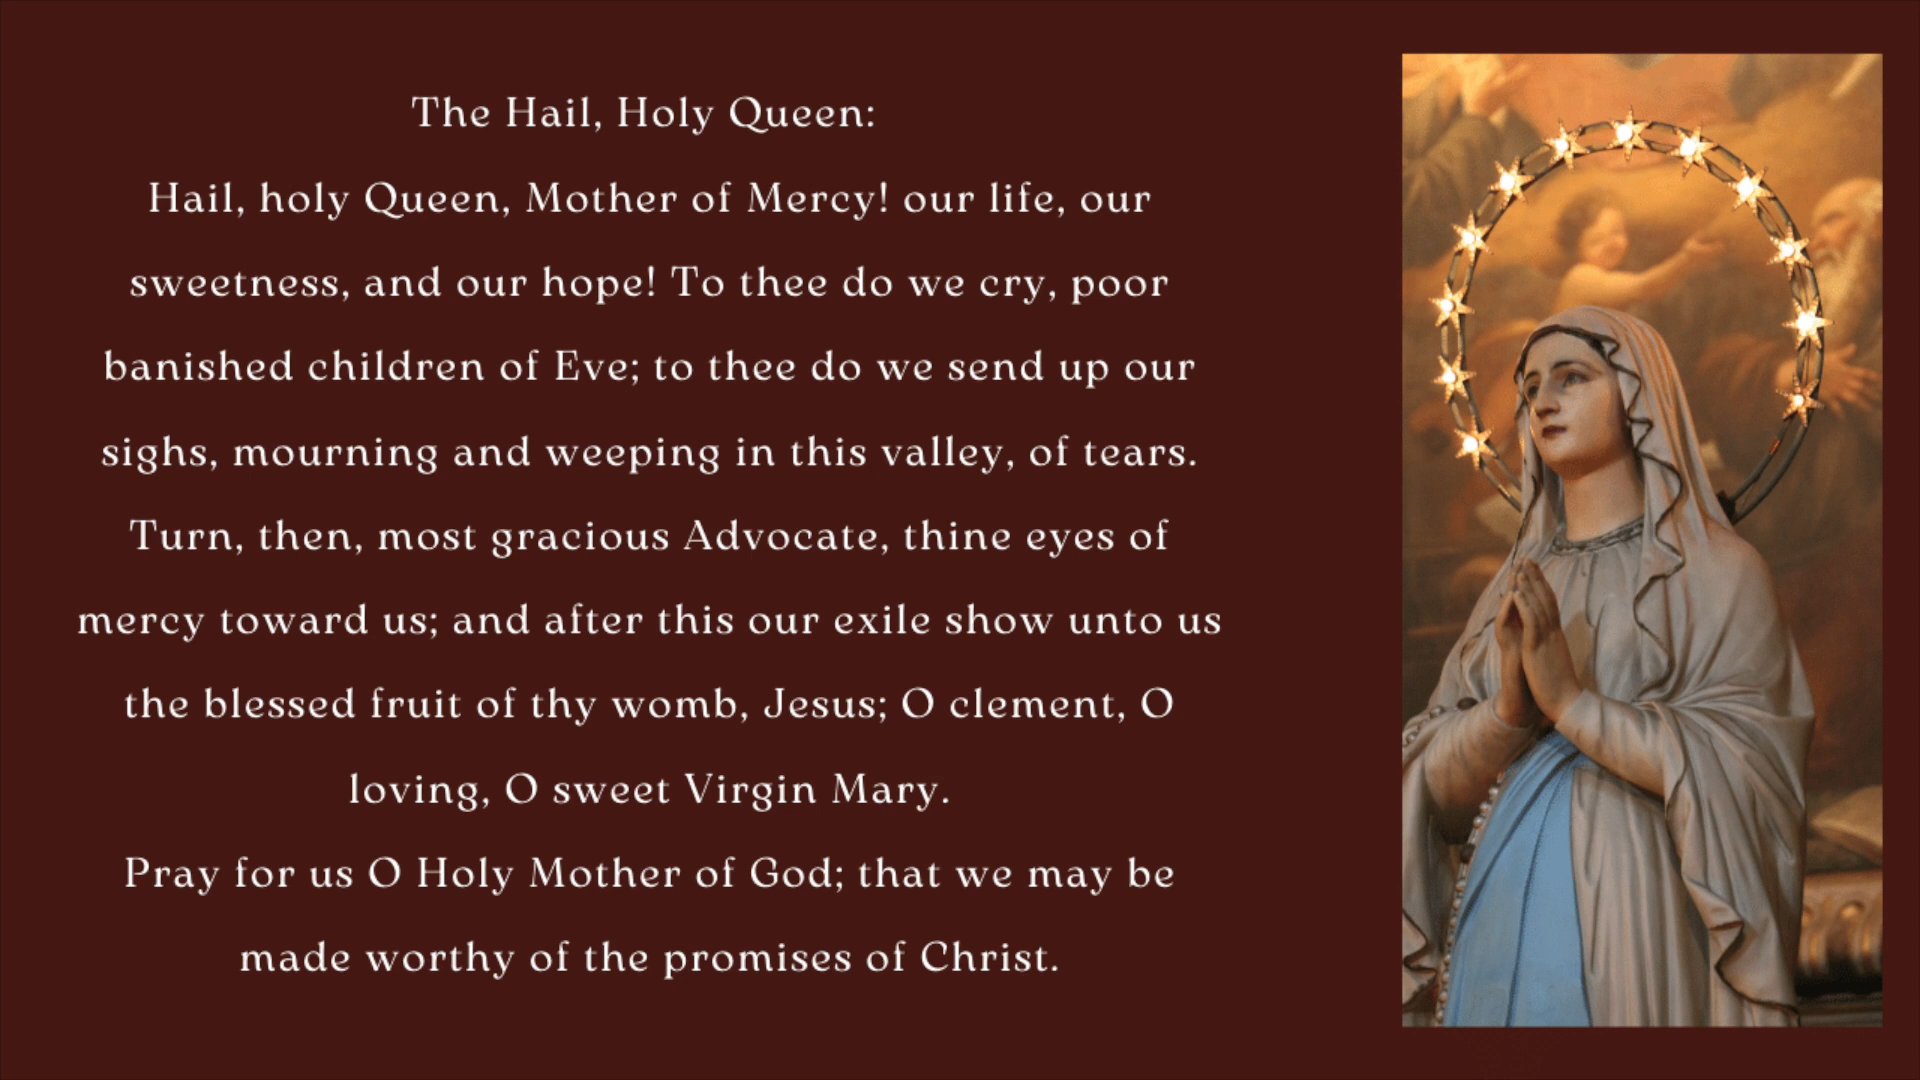 The Hail, Holy Queen:
Hail, holy Queen, Mother of Mercy! our life, our
sweetness, and our hope! To thee do we cry, poor
banished children of Eve; to thee do we send up our
sighs, mourning and weeping in this valley, of tears.
Turn, then, most gracious Advocate, thine eyes of
mercy toward us; and after this our exile show unto us
the blessed fruit of thy womb, Jesus; O clement, O
loving, O sweet Virgin Mary.
Pray for us O Holy Mother of God; that we may be
made worthy of the promises of Christ.